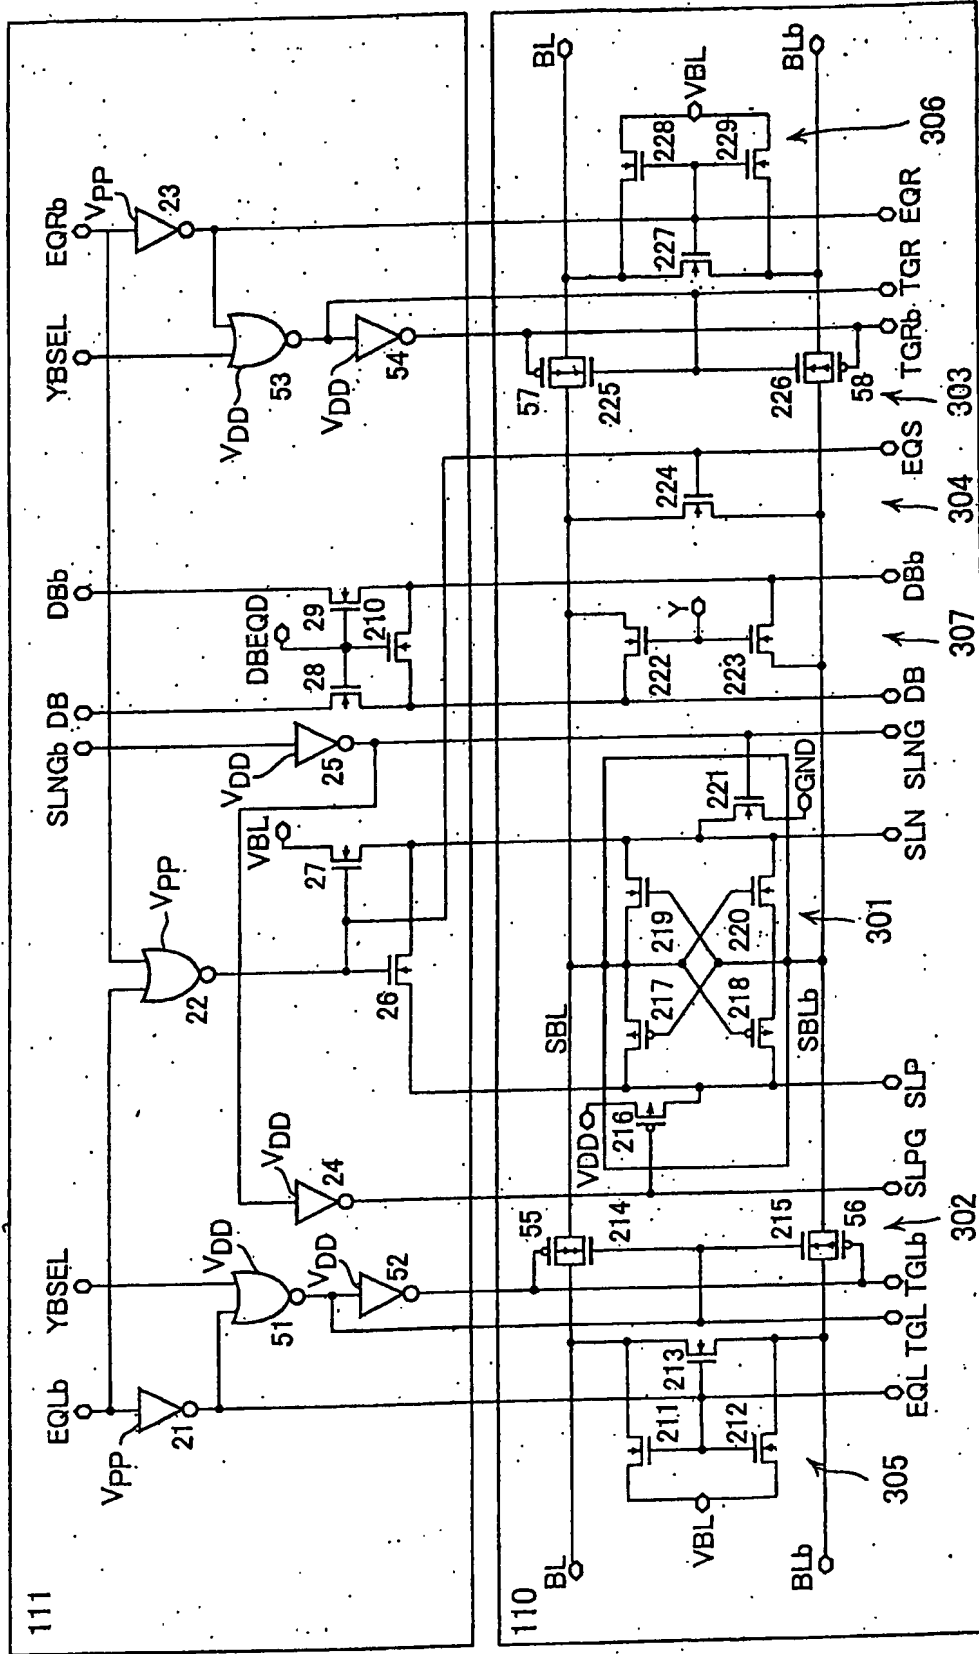 111
EQLb
YBSEL
SLNGb
DB
DBb
YBSEL
EQRb
VPP
21
VDD
51
VDD
52
VDD
24
VPP
22
26
VBL
27
VDD
25
DBEQD
28
29
210
VDD
53
VDD
54
VPP
23
110
BL
BLb
VBL
211
212
213
305
55
214
215
56
302
VDD
216
SBL
SBLb
217
218
219
220
221
GND
301
222
223
Y
307
224
304
57
225
226
58
303
227
228
229
VBL
306
BL
BLb
EQL
TGL
TGLb
SLPG
SLP
SLN
SLNG
DB
DBb
EQS
TGRb
TGR
EQR